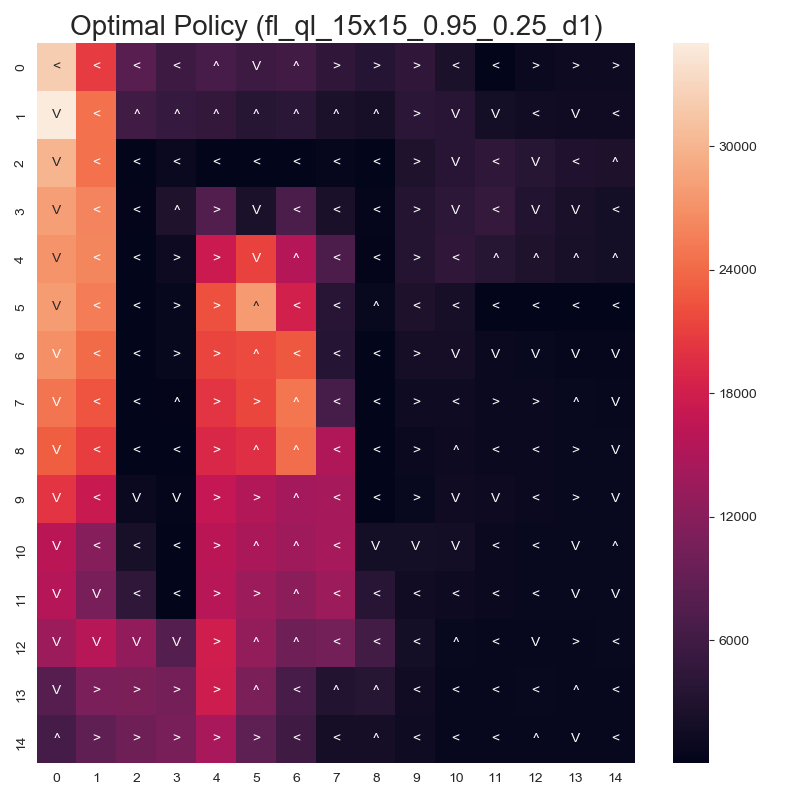 Optimal Policy (fl_ql_15x15_0.95_0.25_d1)
0 < < < < ^ V ^ > > > < < > > >
1 V < ^ ^ ^ ^ ^ ^ ^ > V V < V <
2 V < < < < < < < < > V < V < ^
3 V < < ^ > V < < < > V < V V <
4 V < < > > V ^ < < > < ^ ^ ^ ^
5 V < < > > ^ < < ^ < < < < < <
6 V < < > > ^ < < < > V V V V V
7 V < < ^ > > ^ < < > < > > ^ V
8 V < < < > ^ ^ < < > ^ < < > V
9 V < V V > > ^ < < > V V < > V
10 V < < < > ^ ^ < V V V < < V ^
11 V V < < > > ^ < < < < < < V V
12 V V V V > ^ ^ < < < ^ < V > <
13 V > > > > ^ < ^ ^ < < < < ^ <
14 ^ > > > > > < < ^ < < < ^ V <
0 1 2 3 4 5 6 7 8 9 10 11 12 13 14
30000
24000
18000
12000
6000